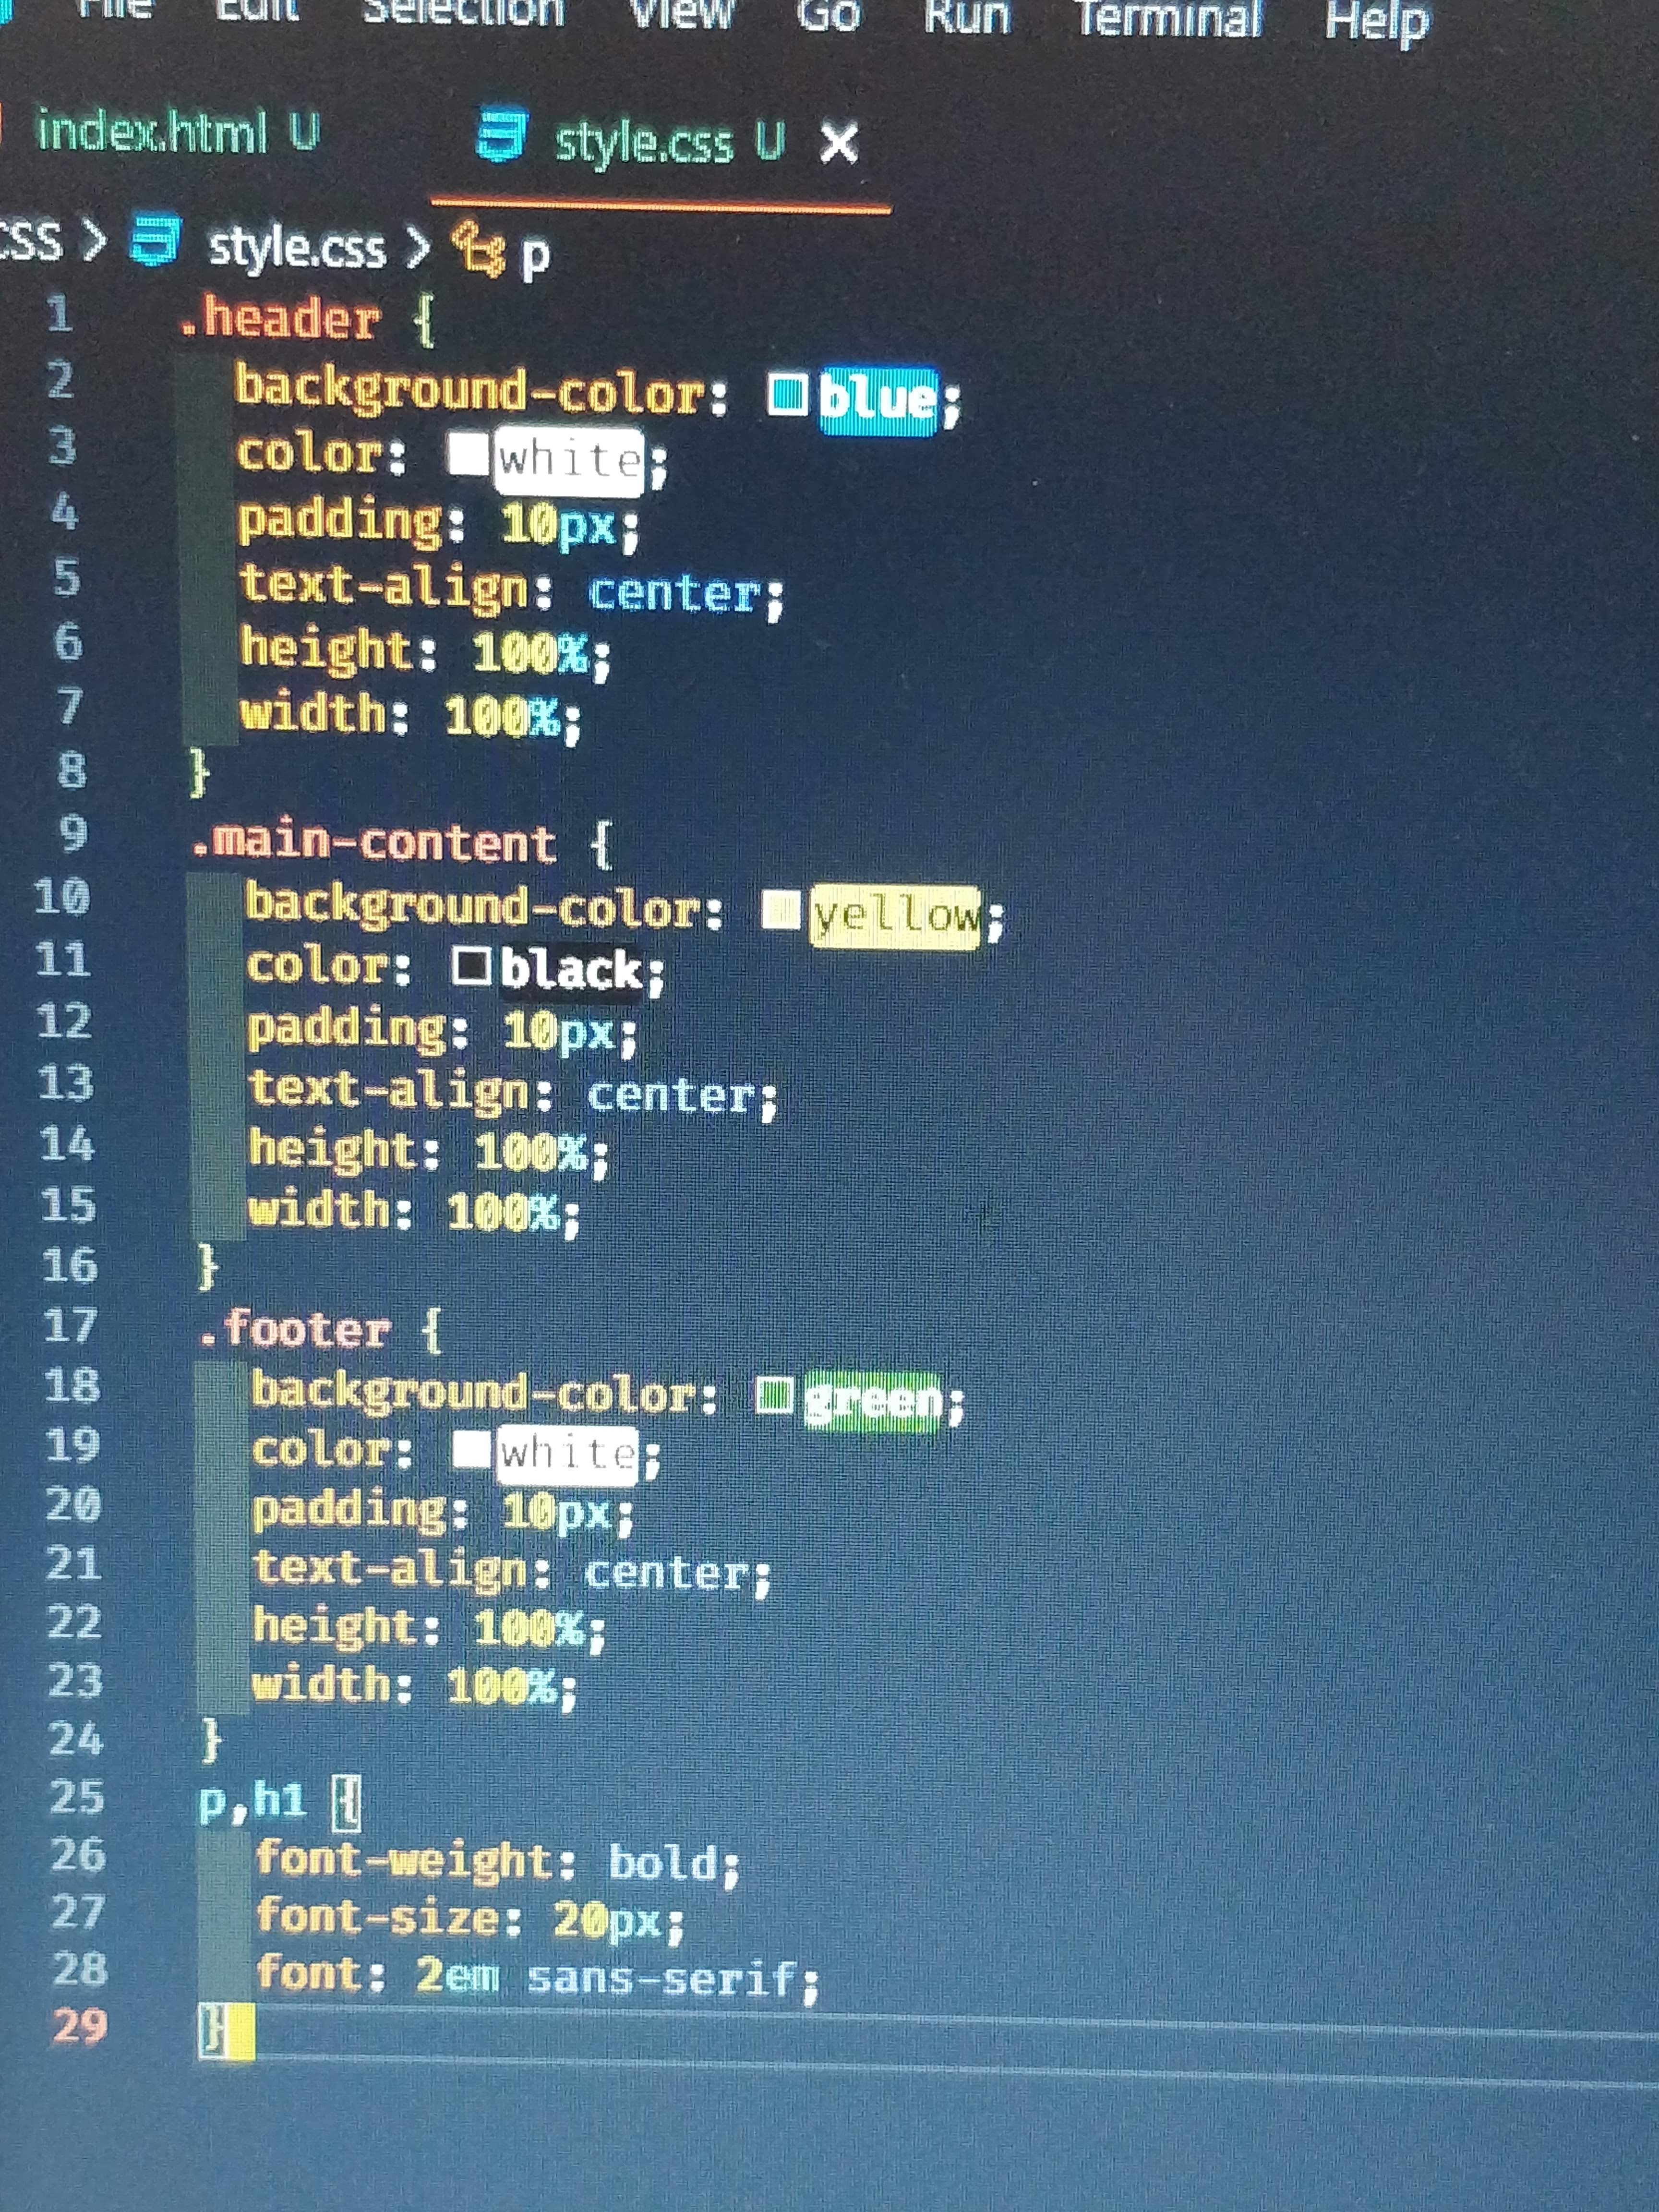 File Edit Selection View Go Run Terminal Help
index.html U style.css U
css > style.css > p
1 .header {
2 background-color: blue;
3 color: white;
4 padding: 10px;
5 text-align: center;
6 height: 100%;
7 width: 100%;
8 }
9 .main-content {
10 background-color: yellow;
11 color: black;
12 padding: 10px;
13 text-align: center;
14 height: 100%;
15 width: 100%;
16 }
17 .footer {
18 background-color: green;
19 color: white;
20 padding: 10px;
21 text-align: center;
22 height: 100%;
23 width: 100%;
24 }
25 p,h1 {
26 font-weight: bold;
27 font-size: 20px;
28 font: 2em sans-serif;
29 }